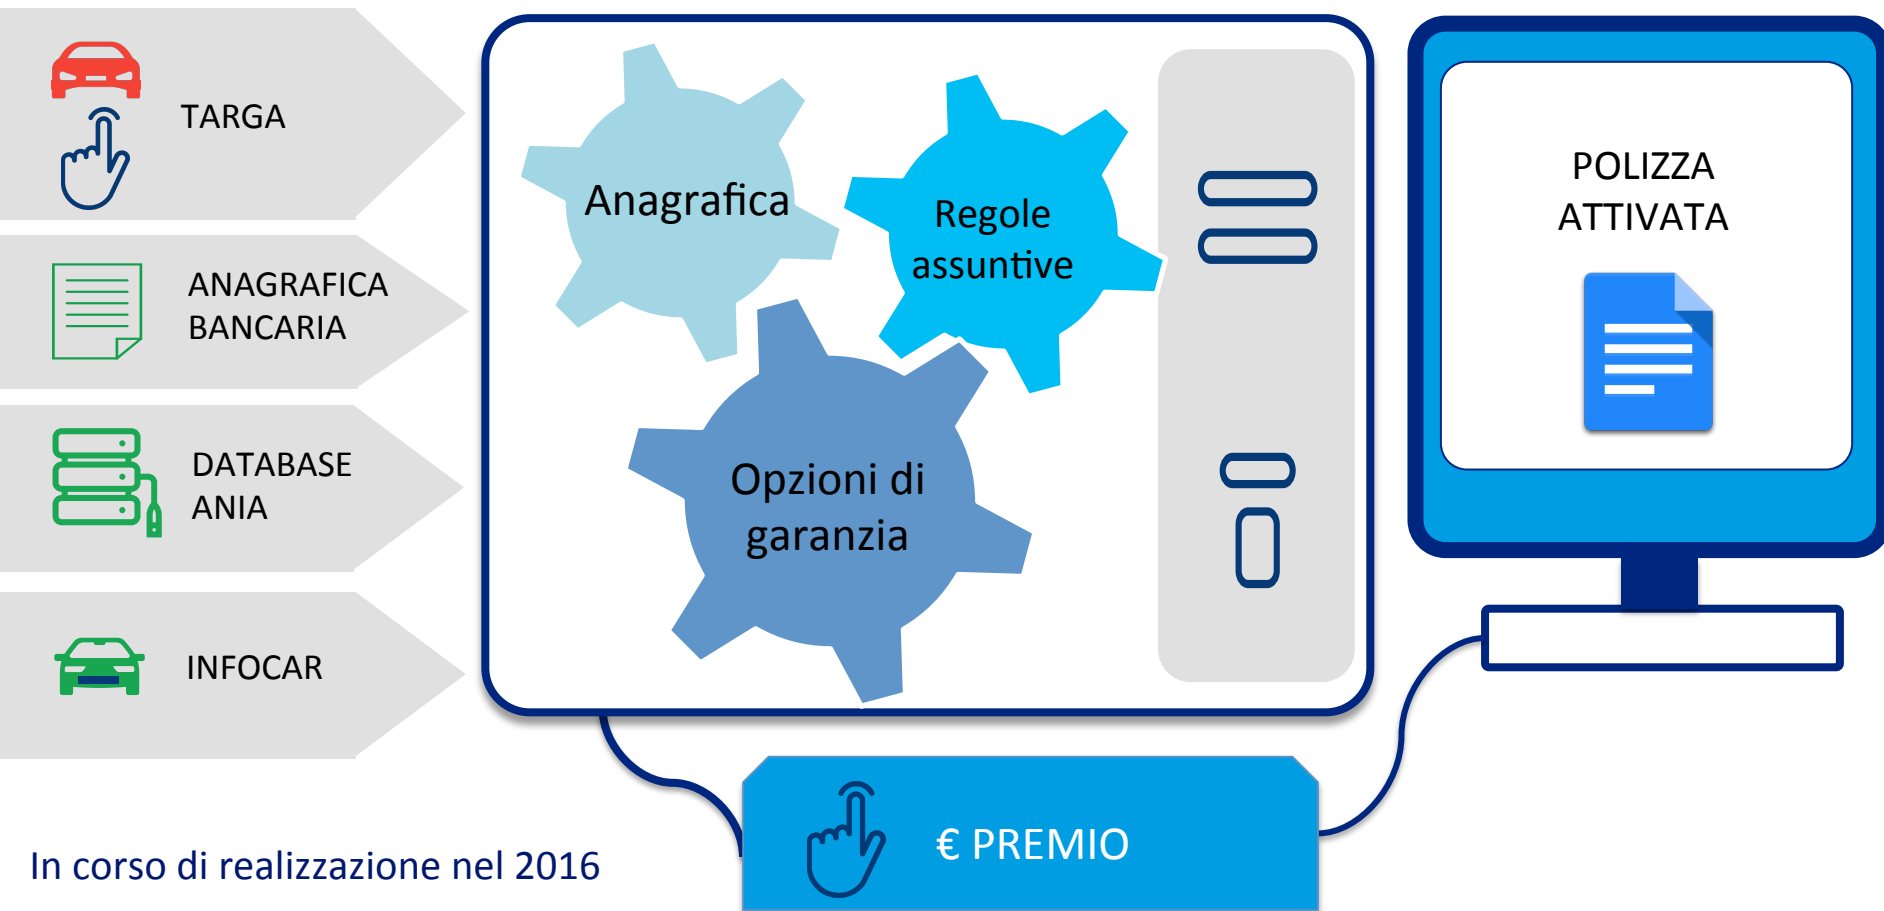 TARGA
ANAGRAFICA
BANCARIA
DATABASE
ANIA
INFOCAR
Anagrafica
Regole
assuntive
Opzioni di
garanzia
POLIZZA
ATTIVATA
€ PREMIO
In corso di realizzazione nel 2016